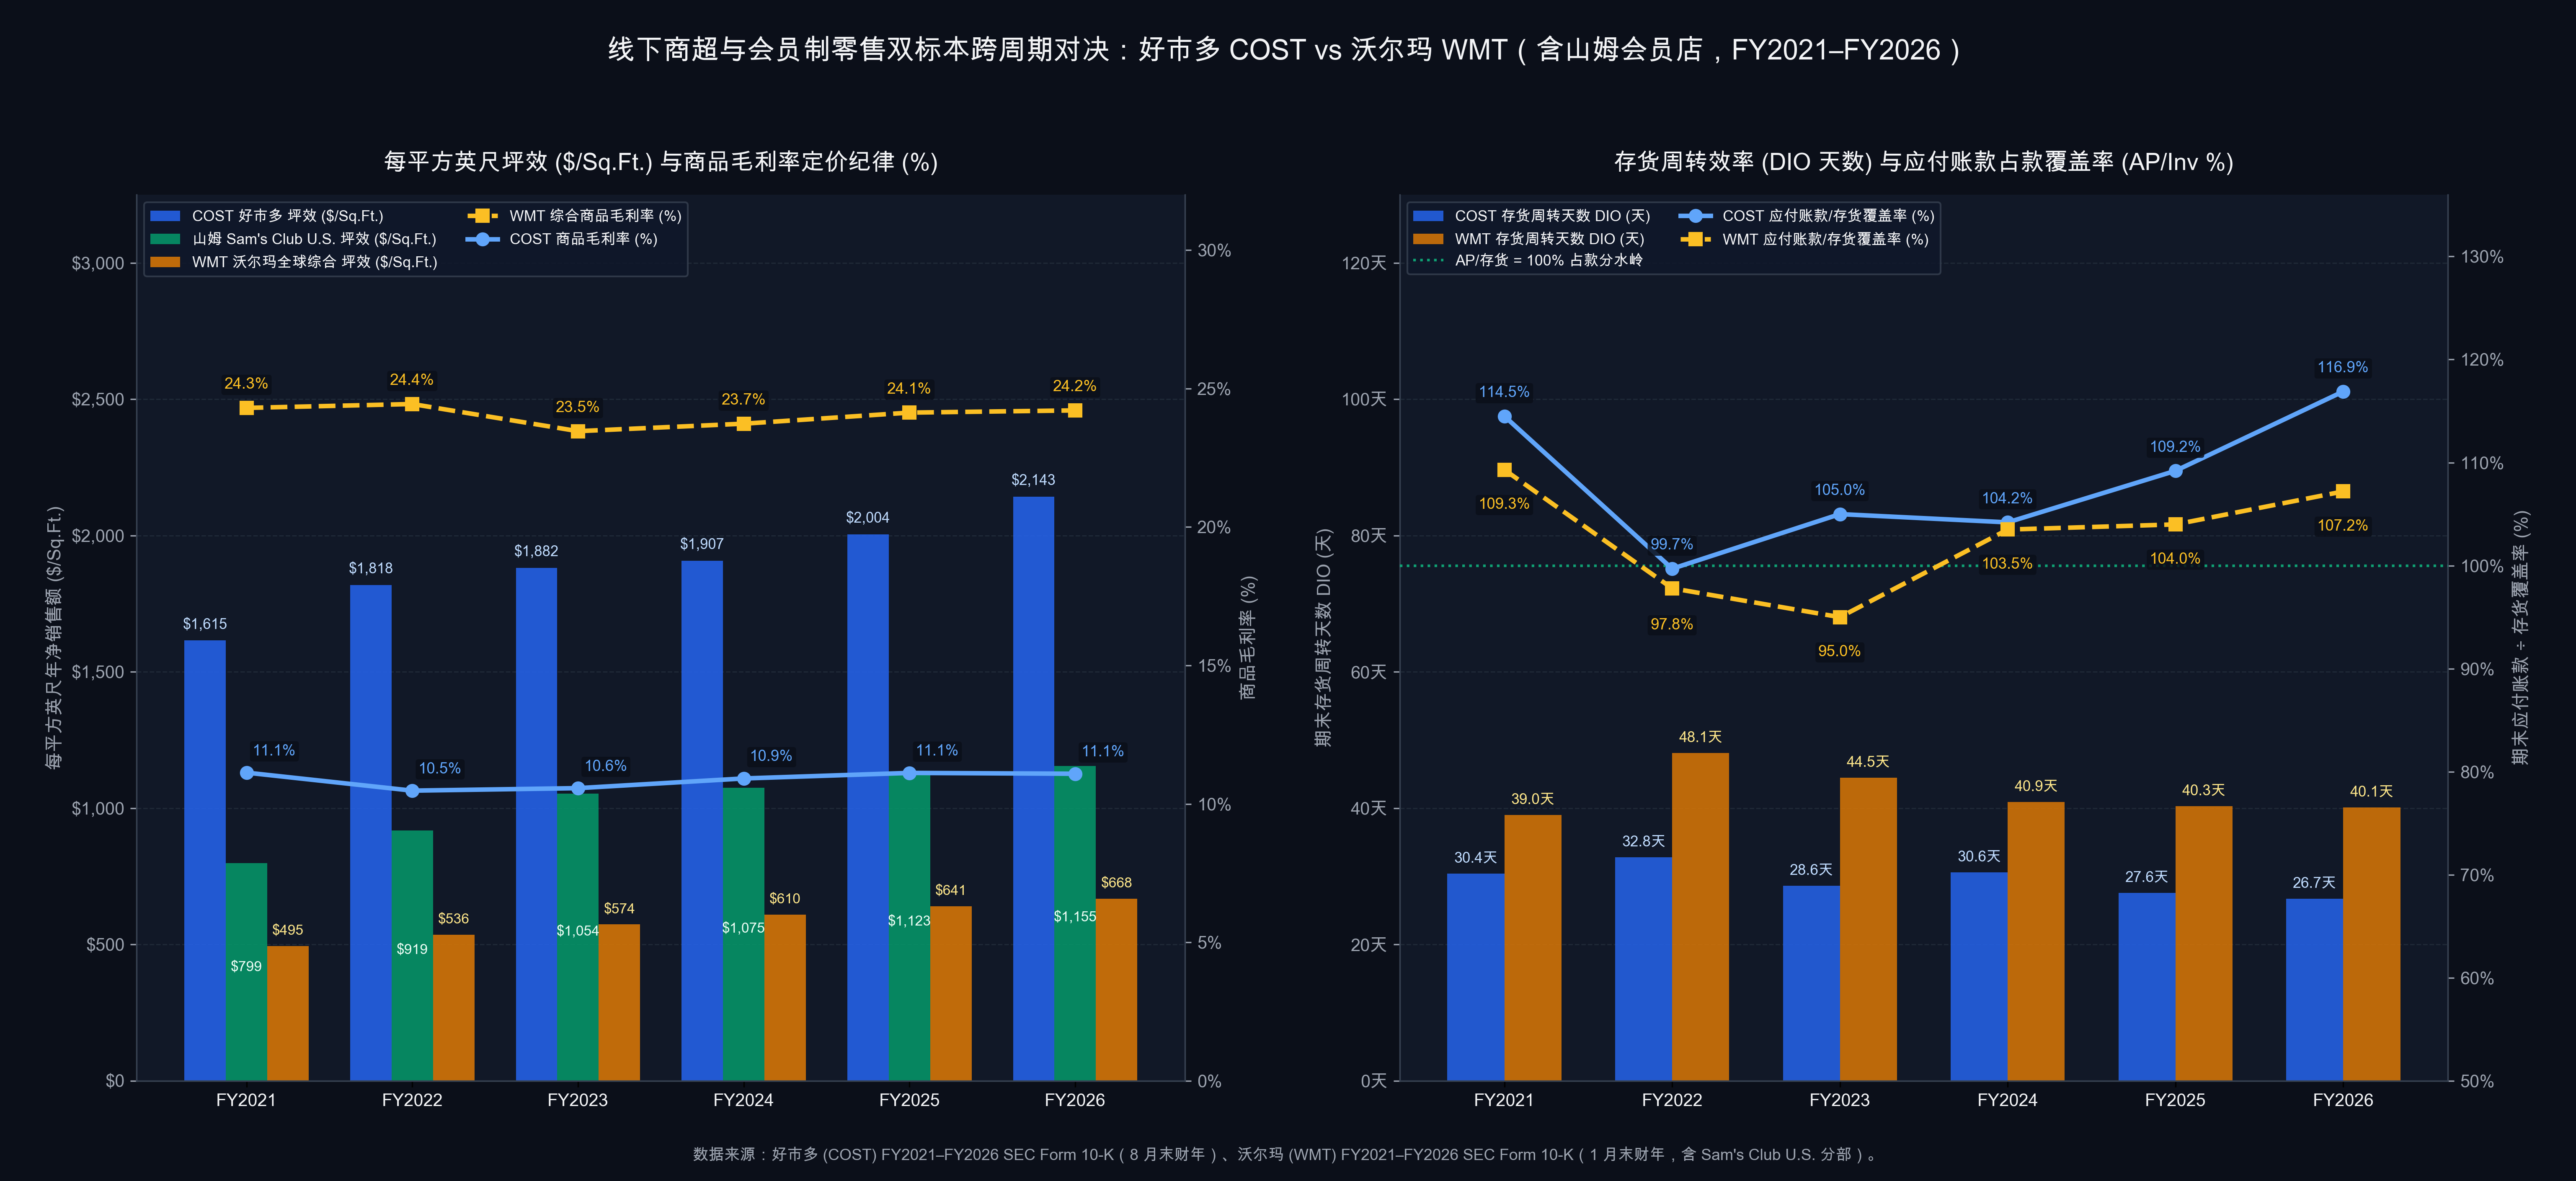 线下商超与会员制零售双标本跨周期对决：好市多 COST vs 沃尔玛 WMT（含山姆会员店，FY2021–FY2026）
每平方英尺坪效 ($/Sq.Ft.) 与商品毛利率定价纪律 (%)
COST 好市多 坪效 ($/Sq.Ft.)
山姆 Sam's Club U.S. 坪效 ($/Sq.Ft.)
WMT 沃尔玛全球综合 坪效 ($/Sq.Ft.)
WMT 综合商品毛利率 (%)
COST 商品毛利率 (%)
每平方英尺坪效年净销售额 ($/Sq.Ft.)
$3,000
$2,500
$2,000
$1,500
$1,000
$500
$0
24.3%
24.4%
23.5%
23.7%
24.1%
24.2%
$1,615
$1,818
$1,882
$1,907
$2,004
$2,143
11.1%
10.5%
10.6%
10.9%
11.1%
11.1%
$799
$919
$1,054
$1,075
$1,123
$1,155
$495
$536
$574
$610
$641
$668
30%
25%
20%
15%
10%
5%
0%
商品毛利率 (%)
FY2021
FY2022
FY2023
FY2024
FY2025
FY2026
存货周转效率 (DIO 天数) 与应付账款占款覆盖率 (AP/Inv %)
COST 存货周转天数 DIO (天)
WMT 存货周转天数 DIO (天)
AP/存货 = 100% 占款分水岭
COST 应付账款/存货覆盖率 (%)
WMT 应付账款/存货覆盖率 (%)
期末存货周转天数 DIO (天)
120天
100天
80天
60天
40天
20天
0天
114.5%
99.7%
105.0%
104.2%
109.2%
116.9%
109.3%
97.8%
95.0%
103.5%
104.0%
107.2%
30.4天
32.8天
28.6天
30.6天
27.6天
26.7天
39.0天
48.1天
44.5天
40.9天
40.3天
40.1天
130%
120%
110%
100%
90%
80%
70%
60%
50%
期末应付账款 ÷ 存货覆盖率 (%)
FY2021
FY2022
FY2023
FY2024
FY2025
FY2026
数据来源：好市多 (COST) FY2021–FY2026 SEC Form 10-K（8 月末财年）、沃尔玛 (WMT) FY2021–FY2026 SEC Form 10-K（1 月末财年，含 Sam's Club U.S. 分部）。